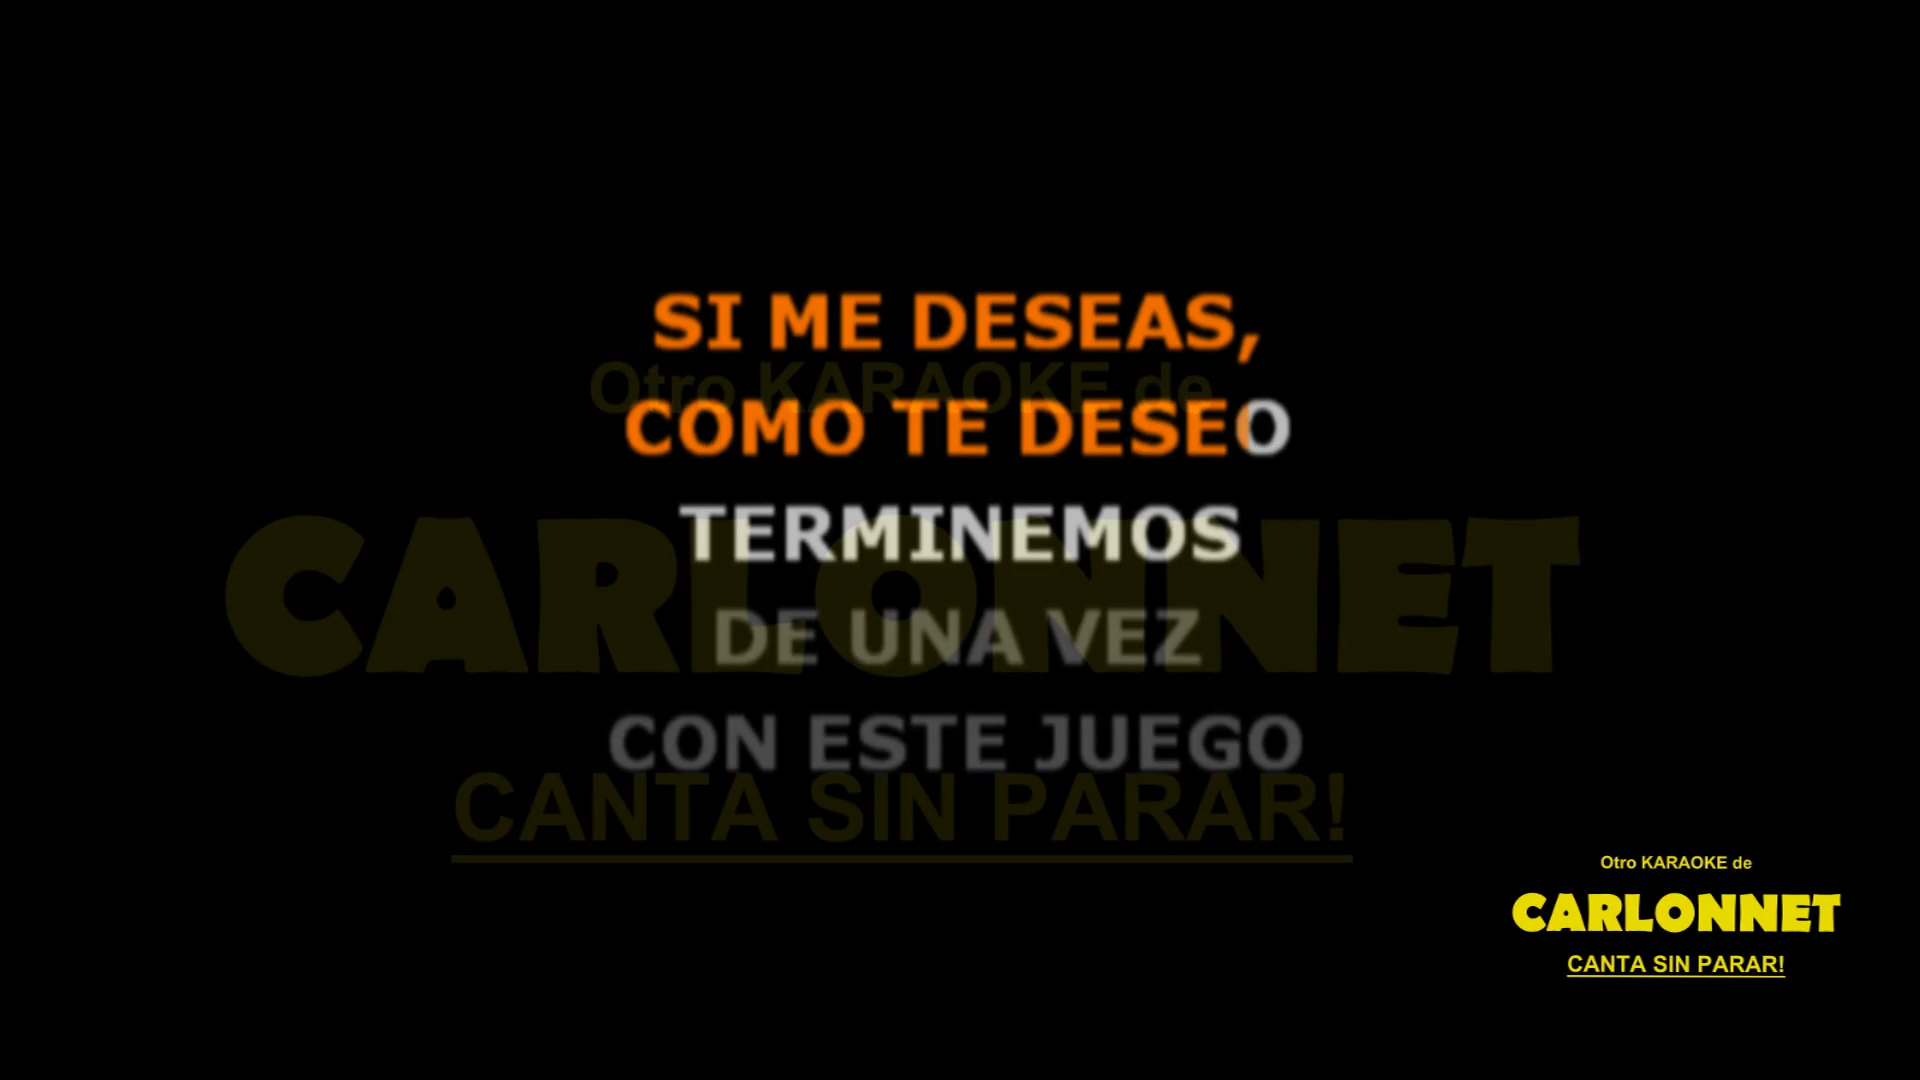 SI ME DESEAS,
Otro KARAOKE de
COMO TE DESEO
TERMINEMOS
CARLONNET
DE UNA VEZ
CON ESTE JUEGO
CANTA SIN PARAR!
Otro KARAOKE de
CARLONNET
CANTA SIN PARAR!